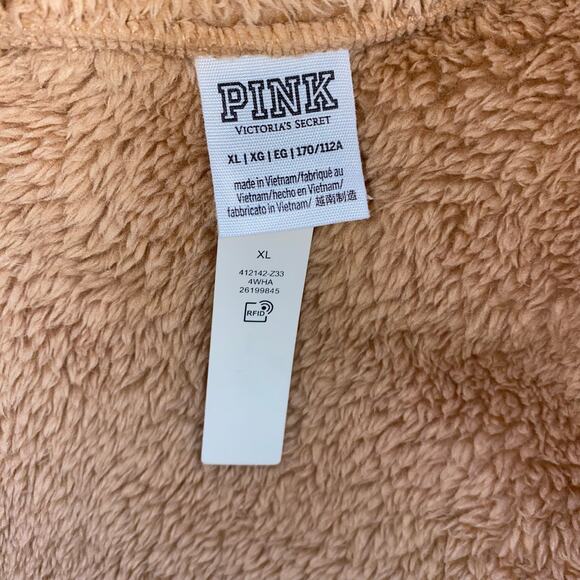 PINK
VICTORIA'S SECRET
XL | XG | EG | 170/112A
made in Vietnam/fabriqué au
Vietnam/hecho en Vietnam/
fabbricato in Vietnam/ 越南制造
XL
412142-Z33
4WHA
26199845
RFID